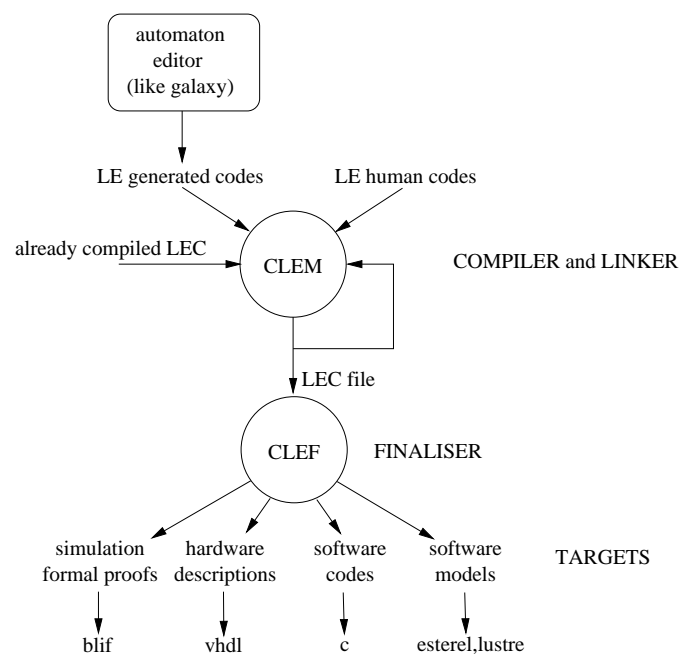 automaton
editor
(like galaxy)
LE generated codes
LE human codes
already compiled LEC
CLEM
COMPILER and LINKER
LEC file
CLEF
FINALISER
simulation
formal proofs
hardware
descriptions
software
codes
software
models
TARGETS
blif
vhdl
c
esterel,lustre